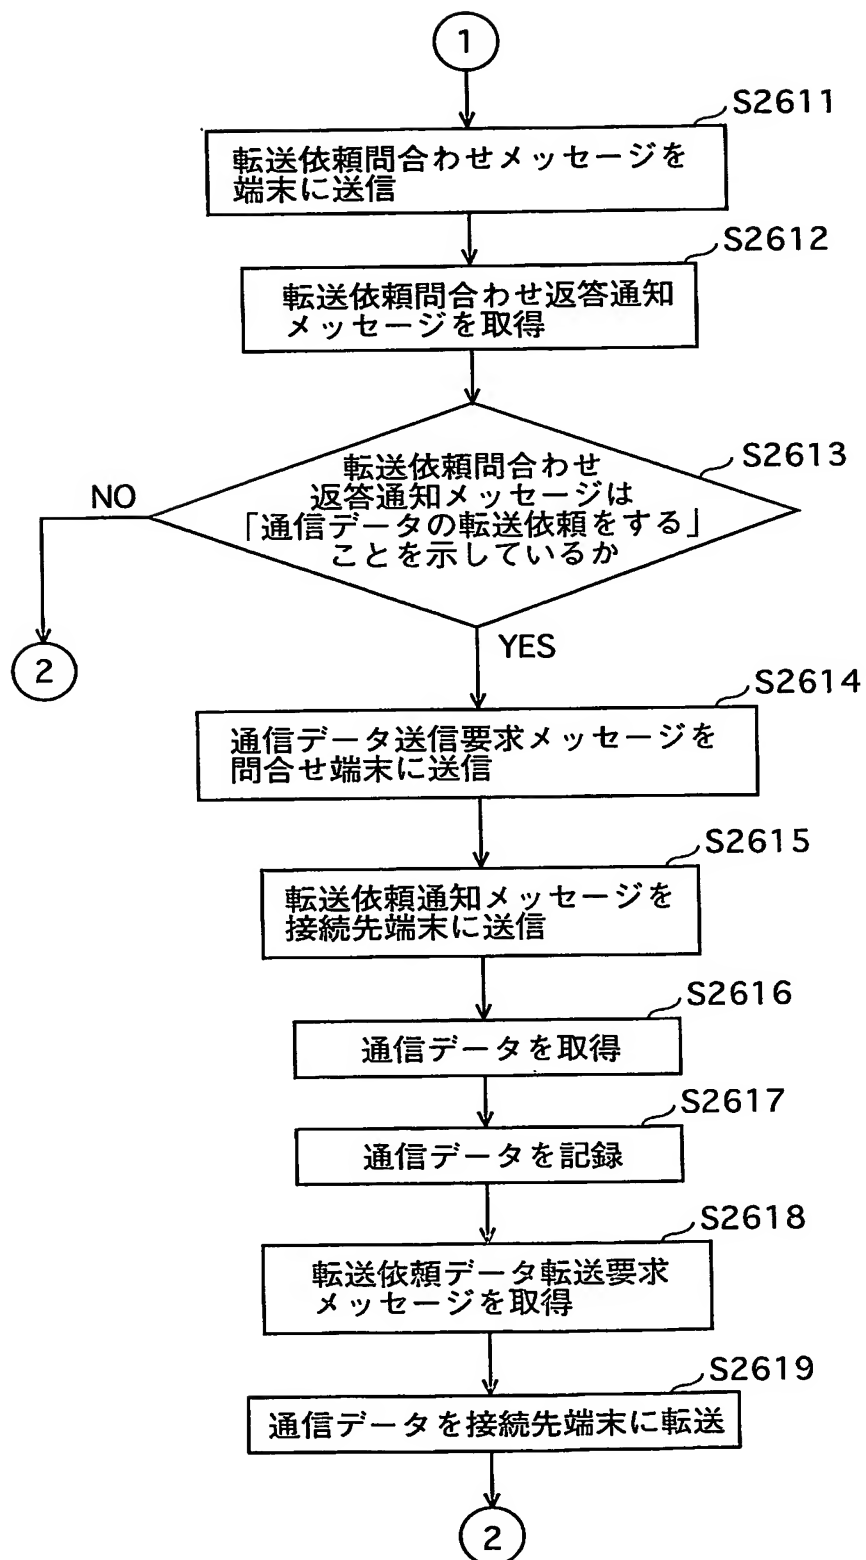 1
S2611
転送依頼問合わせメッセージを
端末に送信
S2612
転送依頼問合わせ返答通知
メッセージを取得
S2613
転送依頼問合わせ
返答通知メッセージは
「通信データの転送依頼をする」
ことを示しているか
NO
2
YES
S2614
通信データ送信要求メッセージを
問合せ端末に送信
S2615
転送依頼通知メッセージを
接続先端末に送信
S2616
通信データを取得
S2617
通信データを記録
S2618
転送依頼データ転送要求
メッセージを取得
S2619
通信データを接続先端末に転送
2